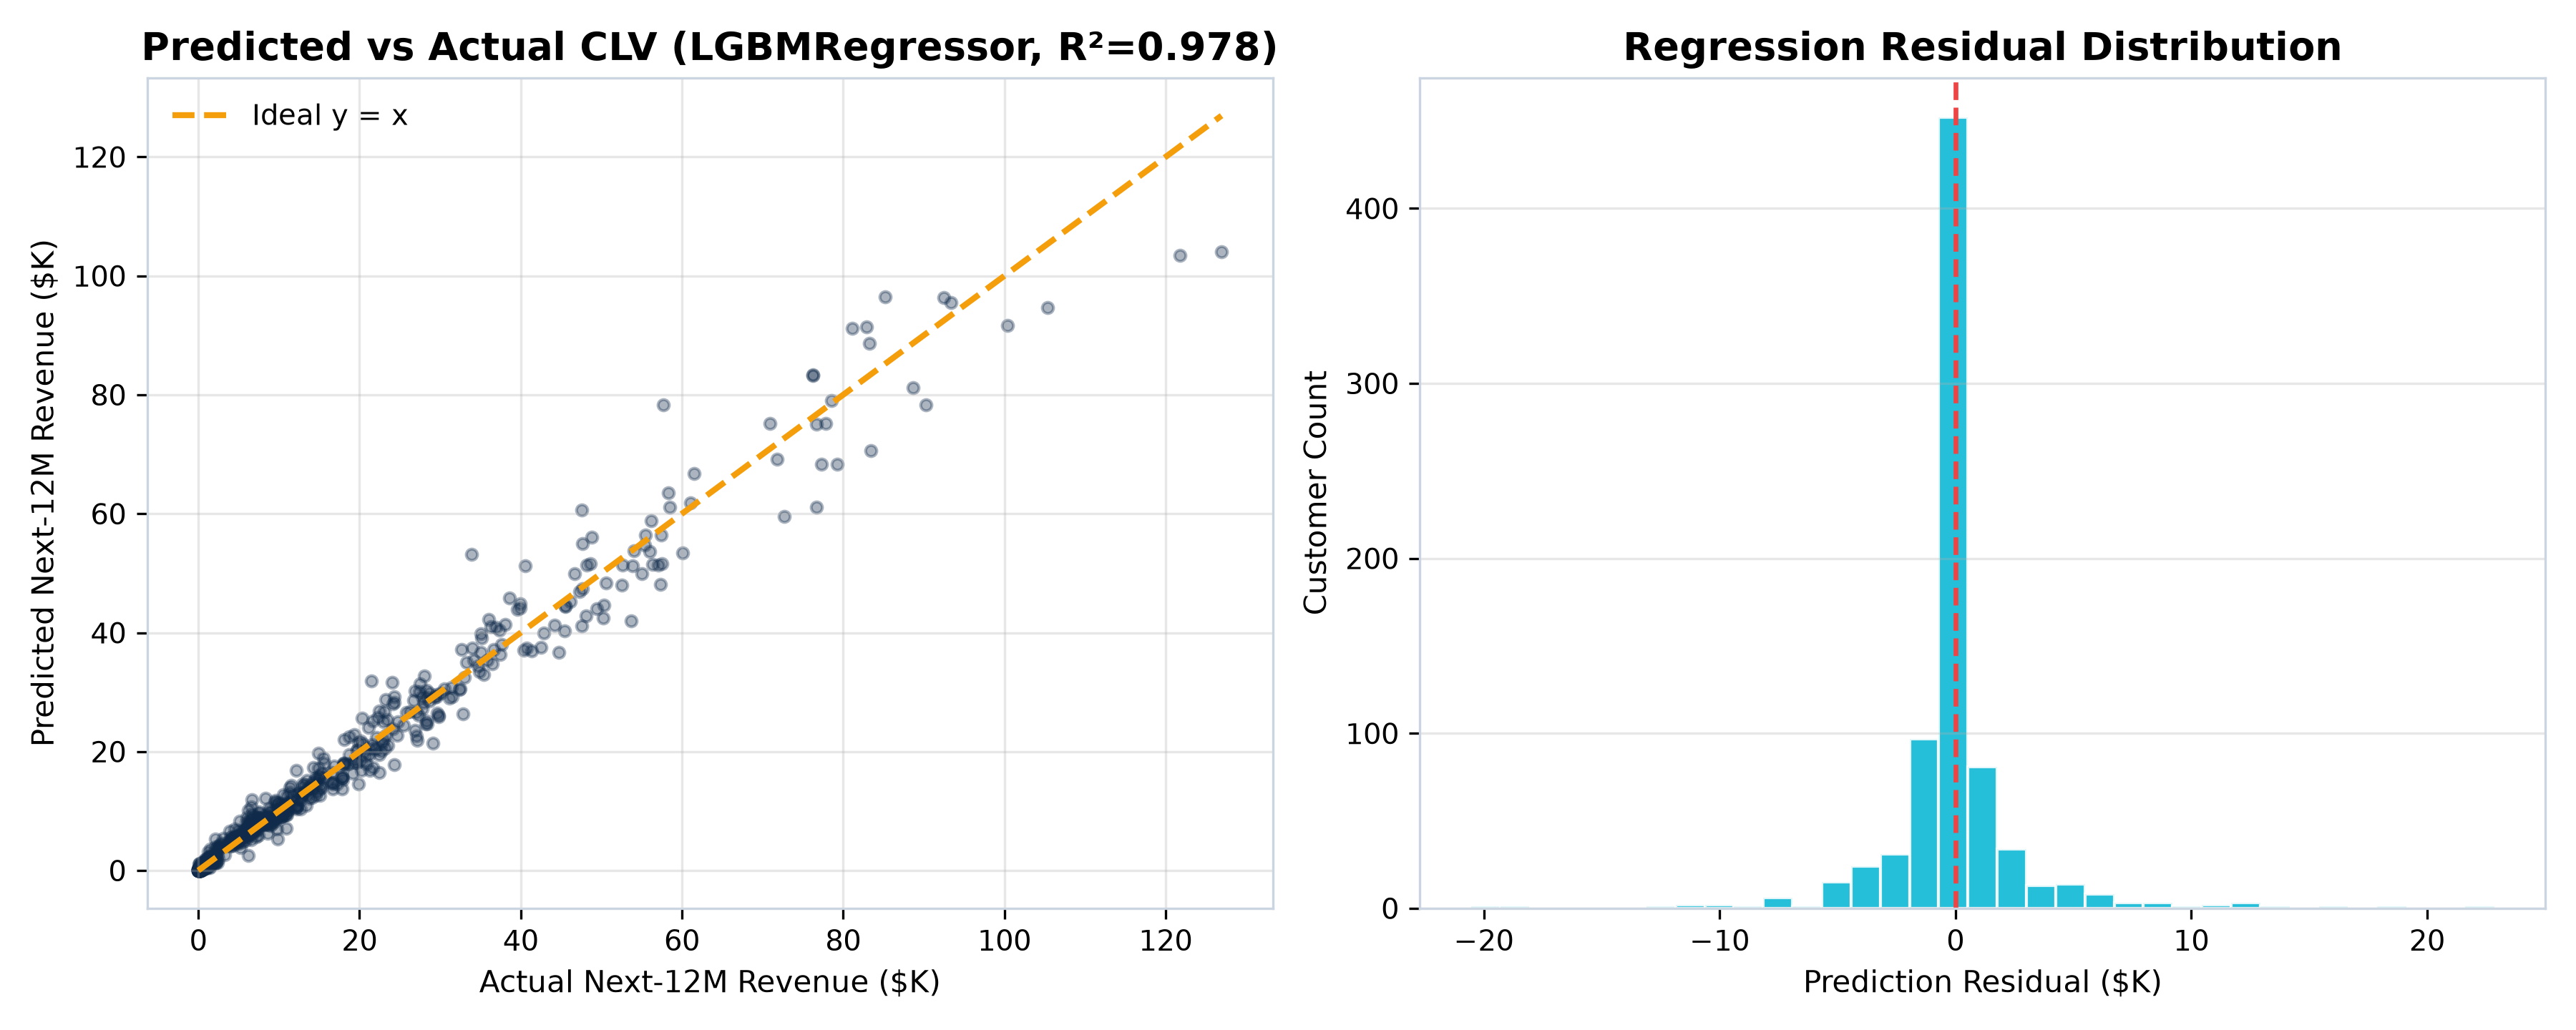 Predicted vs Actual CLV (LGBMRegressor, R²=0.978)
Ideal y = x
Predicted Next-12M Revenue ($K)
120
100
80
60
40
20
0
0 20 40 60 80 100 120
Actual Next-12M Revenue ($K)
Regression Residual Distribution
Customer Count
400
300
200
100
0
−20 −10 0 10 20
Prediction Residual ($K)